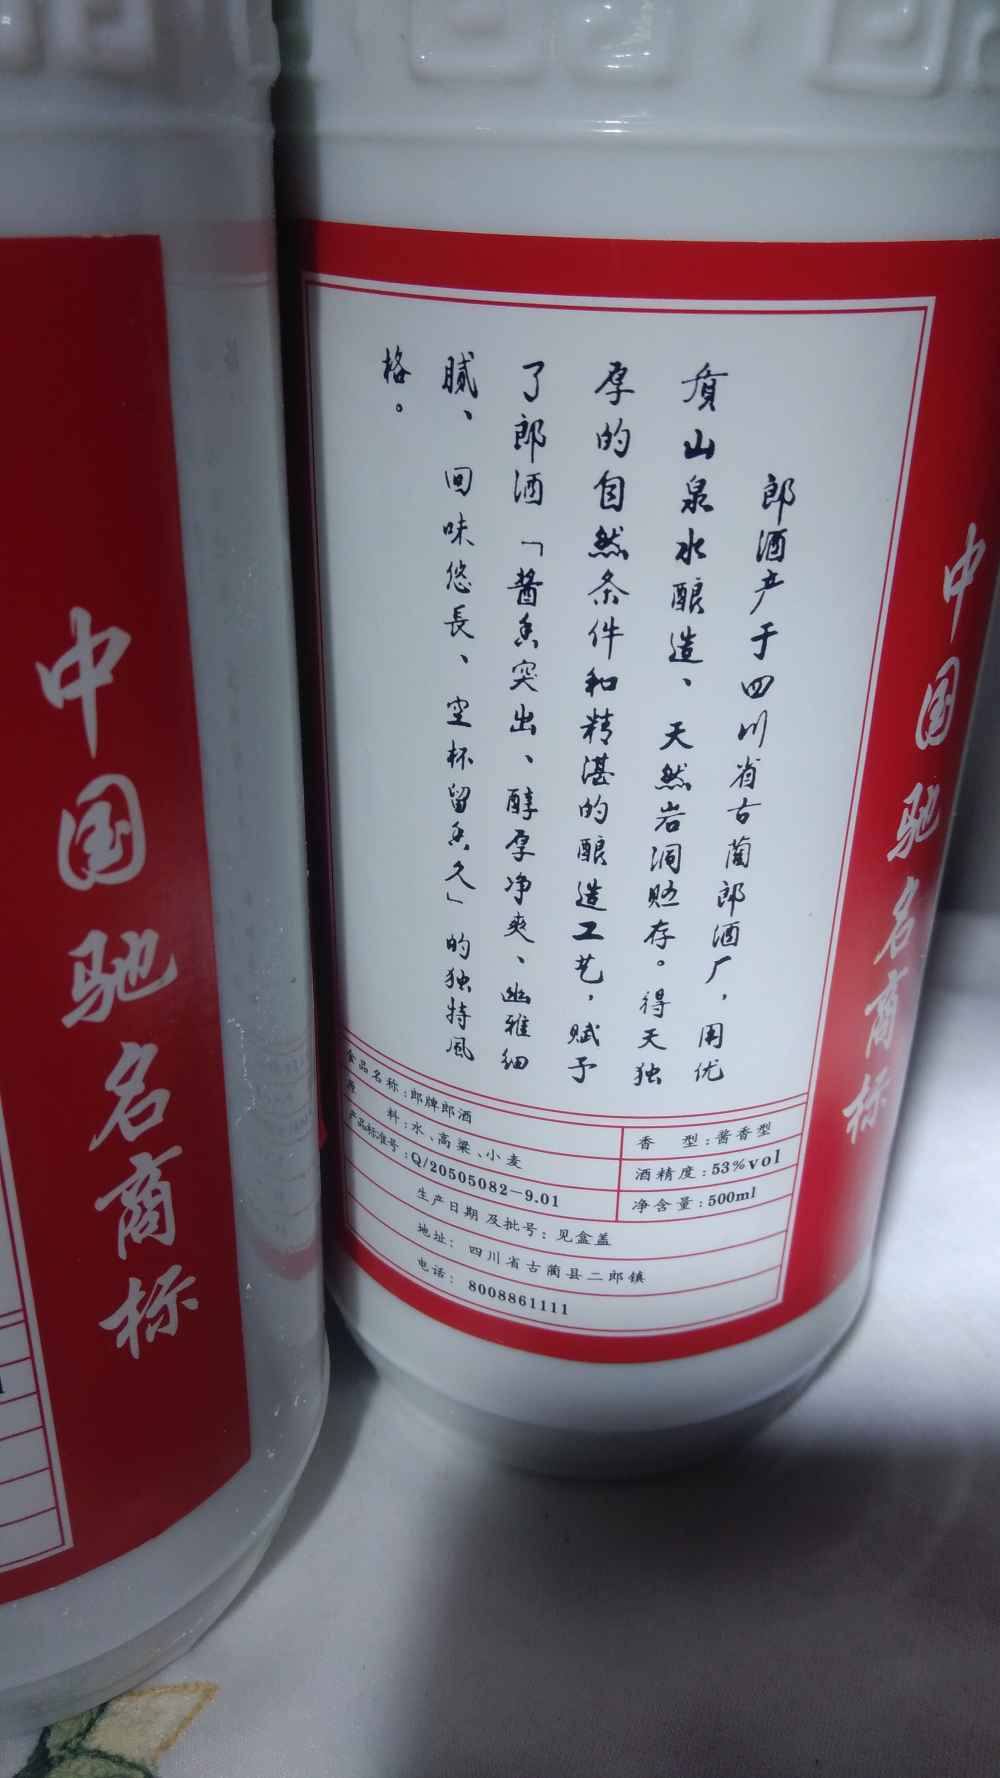 中国驰名商标
郎酒产于四川省古蔺郎酒厂，用优
质山泉水酿造、天然岩洞贮存。得天独
厚的自然条件和精湛的酿造工艺，赋予
了郎酒「酱香突出、醇厚净爽、幽雅细
腻、回味悠長、空杯留香久」的独特風
格。
食品名称：郎牌郎酒
原料：水、高粱、小麦
香型：酱香型
产品标准号：Q/20505082-9.01
酒精度：53%vol
净含量：500ml
生产日期及批号：见盒盖
地址：四川省古蔺县二郎镇
电话：8008861111
中国驰名商标